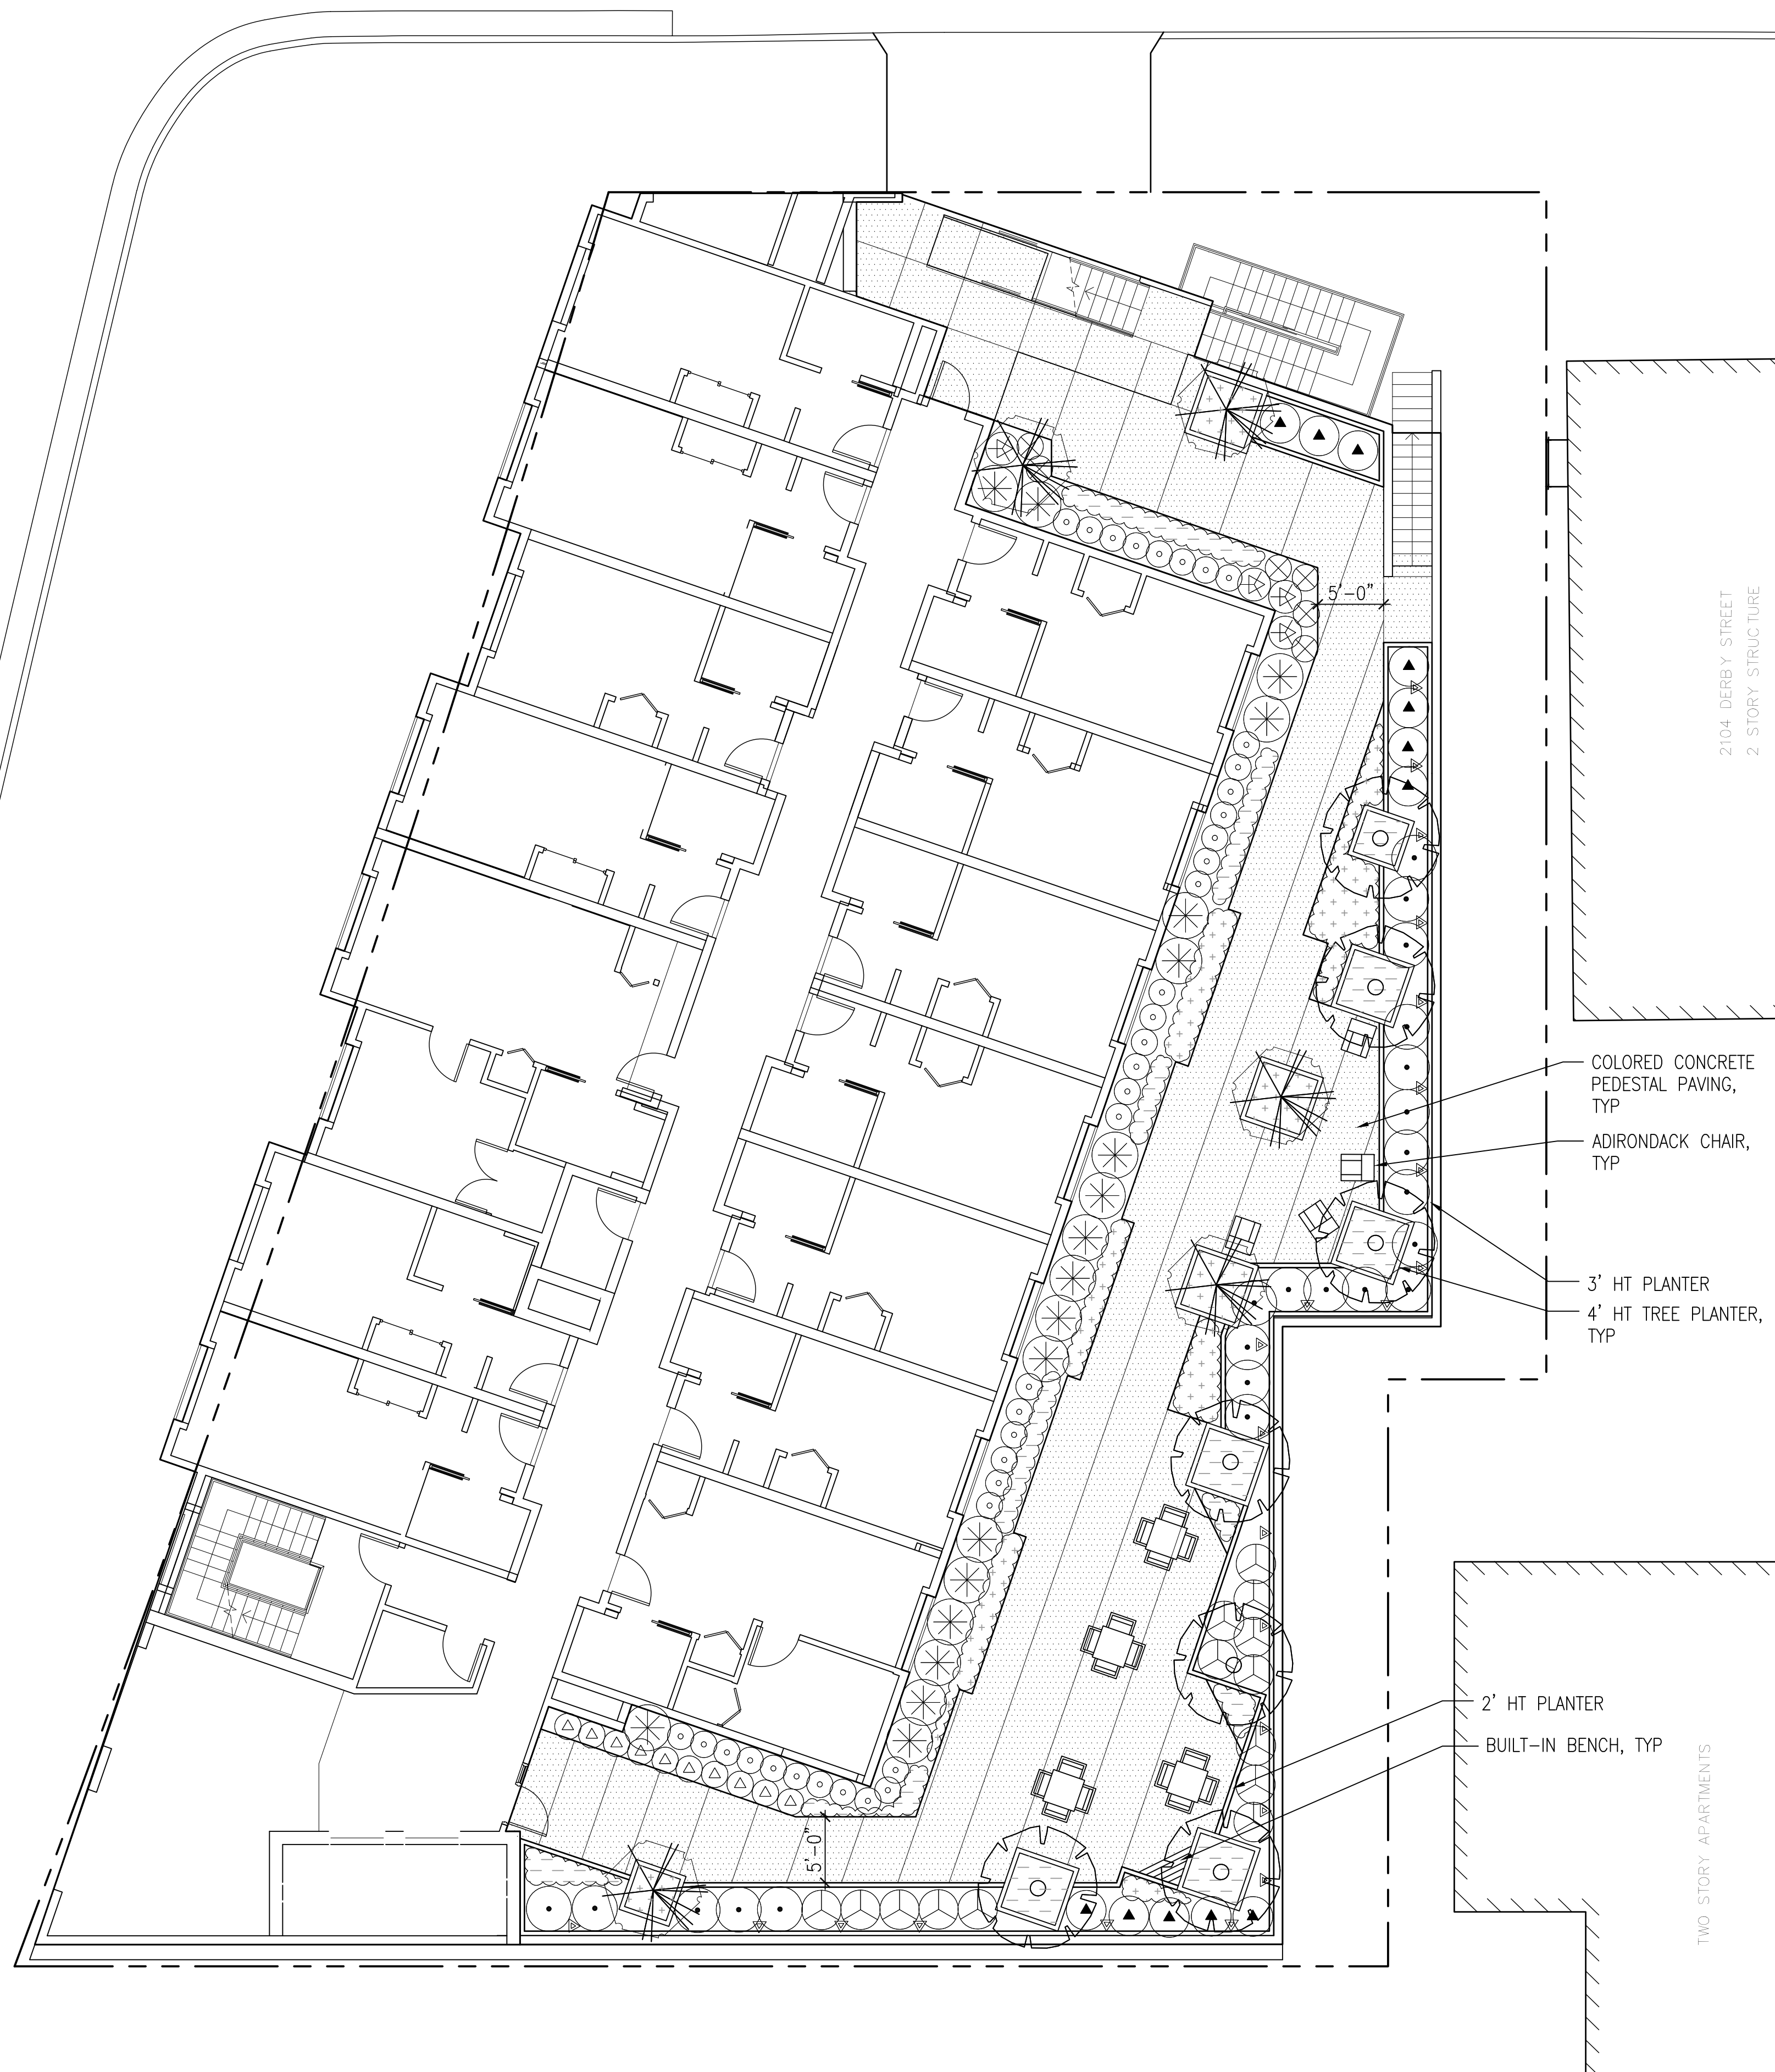 5'-0"
2104 DERBY STREET
2 STORY STRUCTURE
COLORED CONCRETE
PEDESTAL PAVING,
TYP
ADIRONDACK CHAIR,
TYP
3' HT PLANTER
4' HT TREE PLANTER,
TYP
2' HT PLANTER
BUILT-IN BENCH, TYP
TWO STORY APARTMENTS
5'-0"